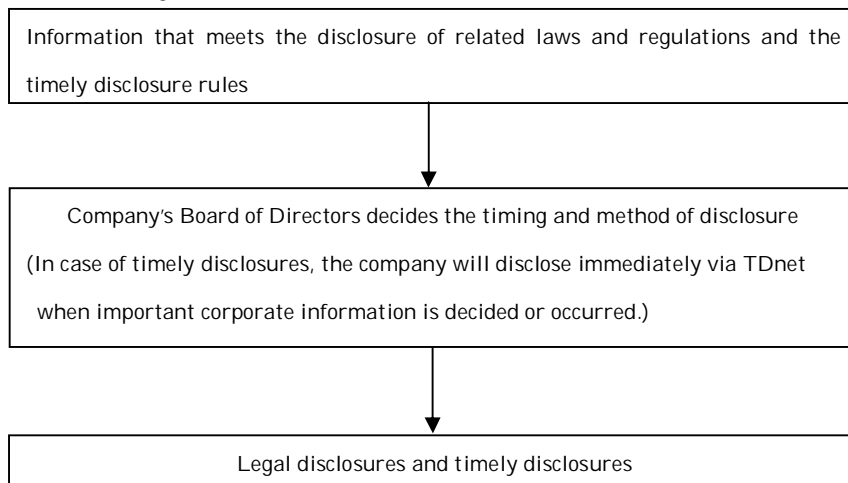 Information that meets the disclosure of related laws and regulations and the
timely disclosure rules
Company's Board of Directors decides the timing and method of disclosure
(In case of timely disclosures, the company will disclose immediately via TDnet
when important corporate information is decided or occurred.)
Legal disclosures and timely disclosures